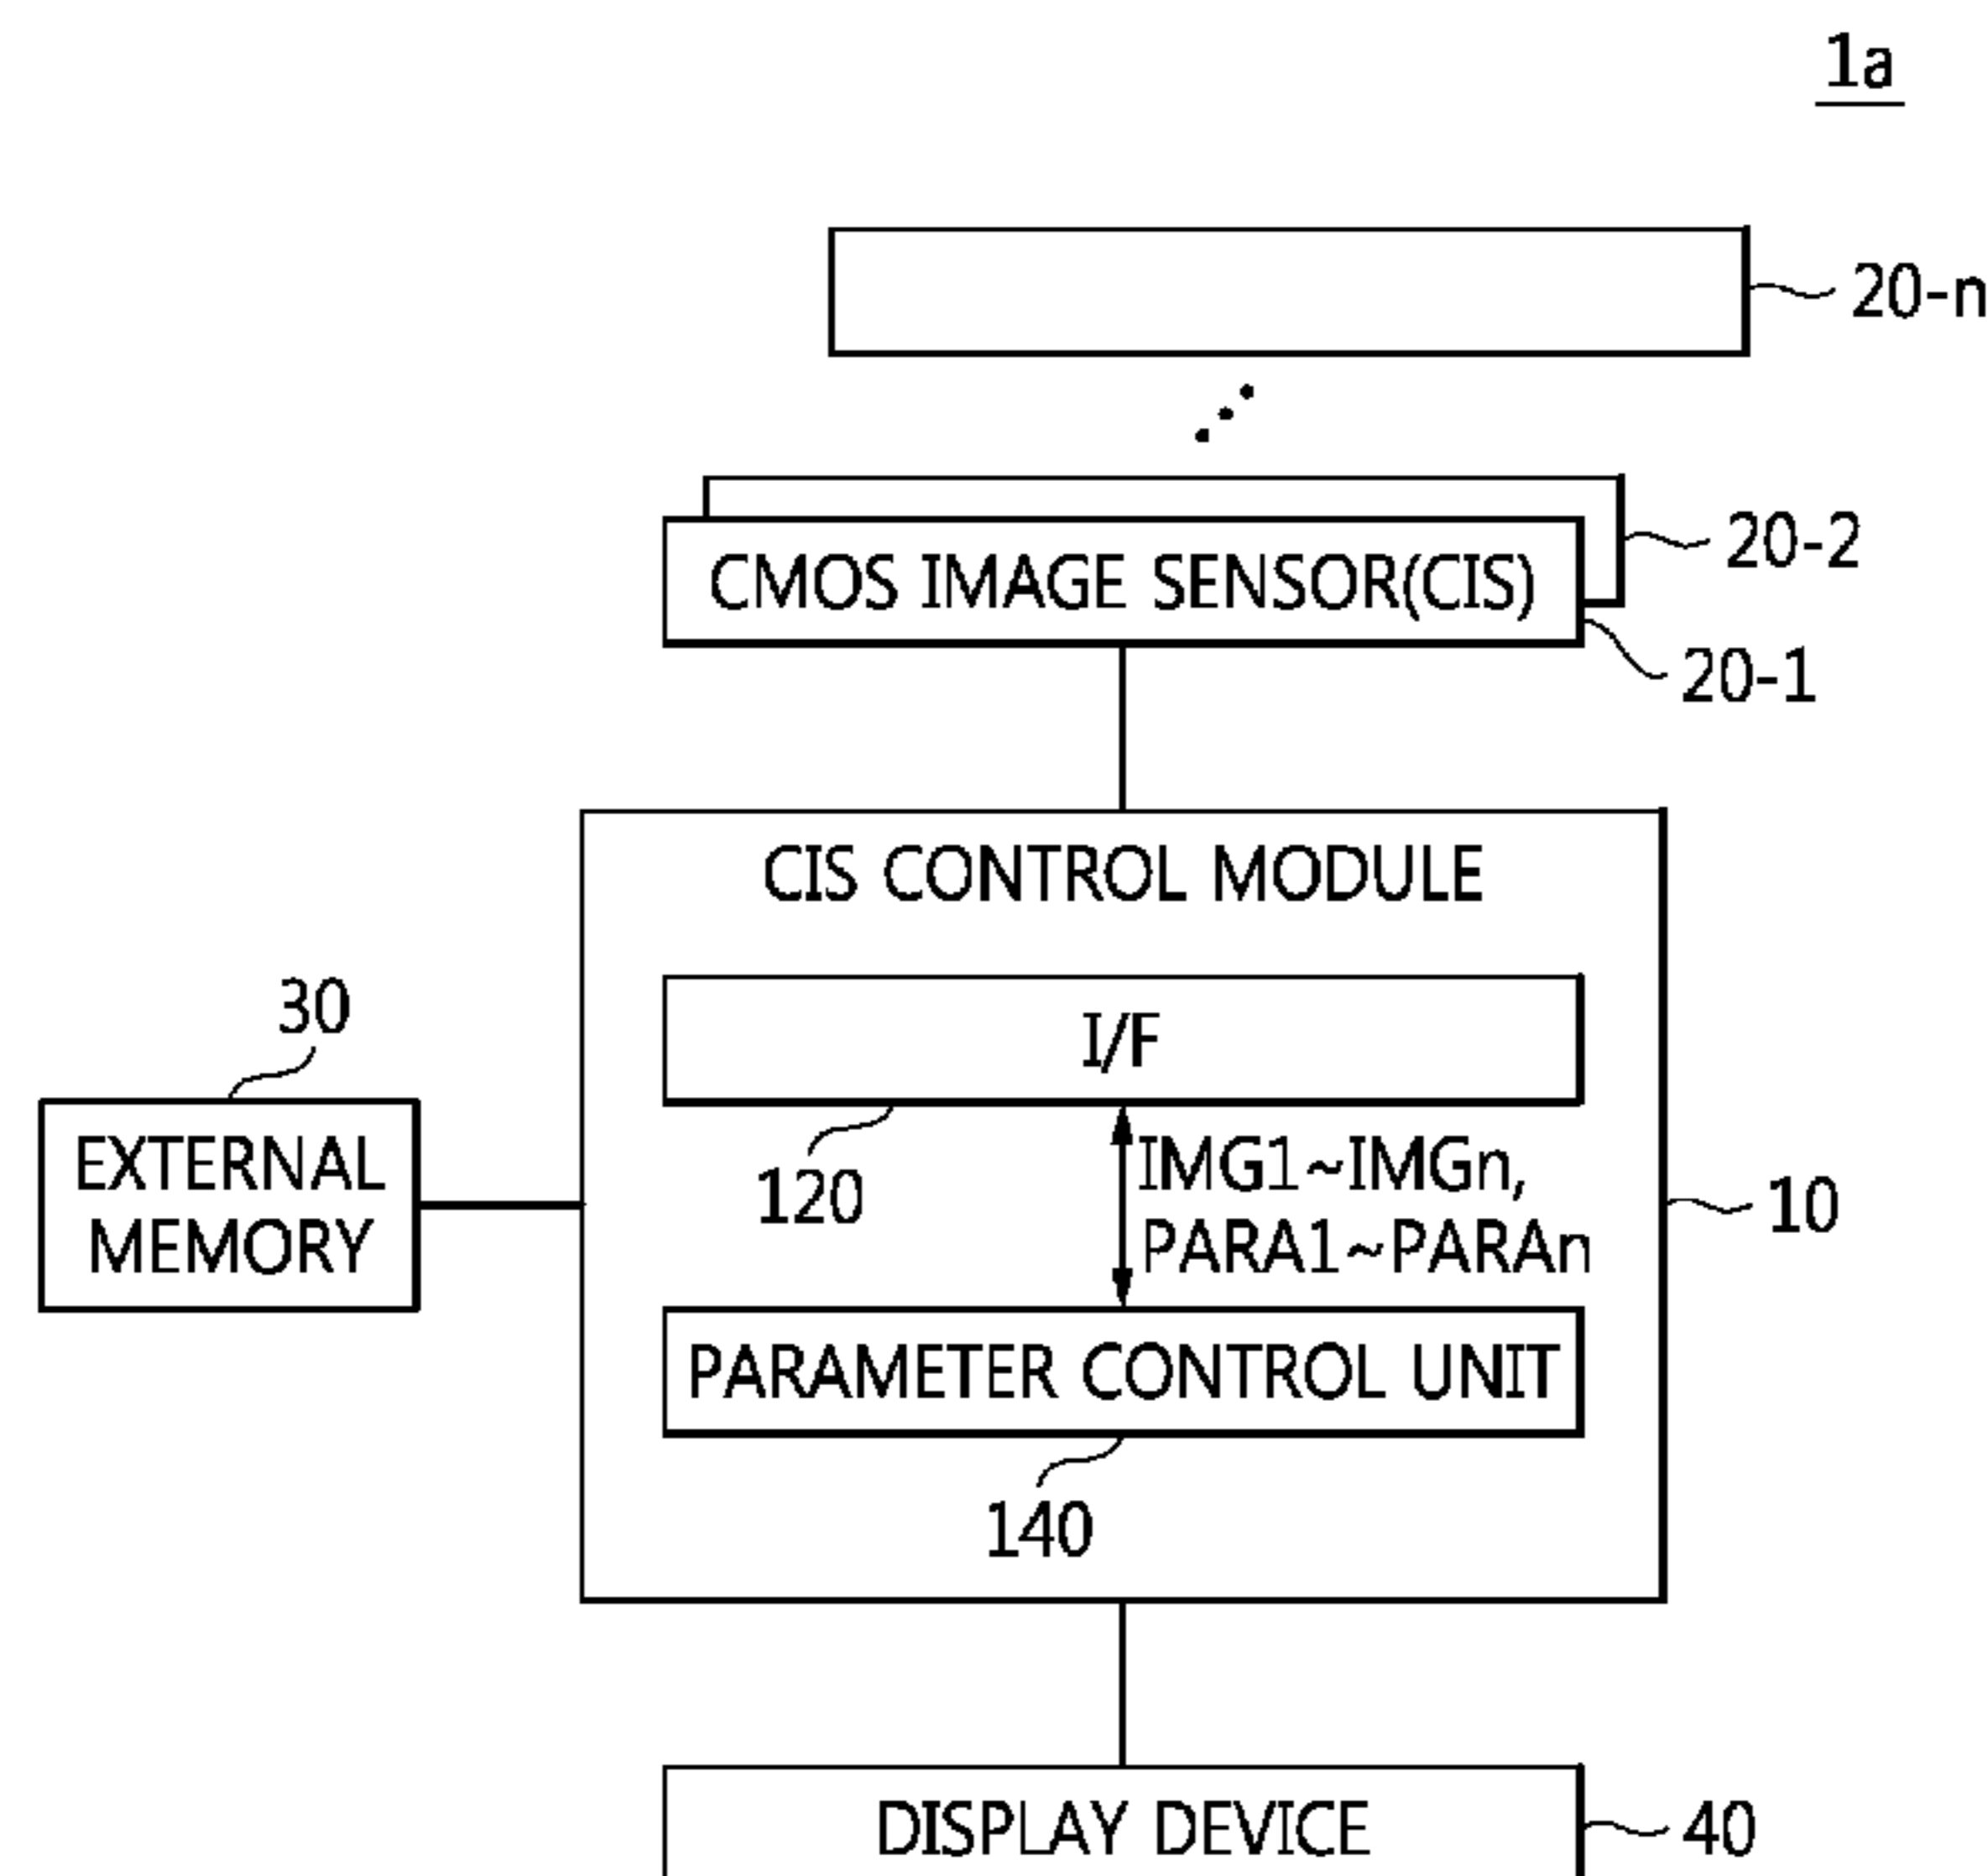 1a
20-n
20-2
CMOS IMAGE SENSOR(CIS)
20-1
CIS CONTROL MODULE
30
I/F
EXTERNAL
MEMORY
120
IMG1~IMGn,
PARA1~PARAn
10
PARAMETER CONTROL UNIT
140
DISPLAY DEVICE
40